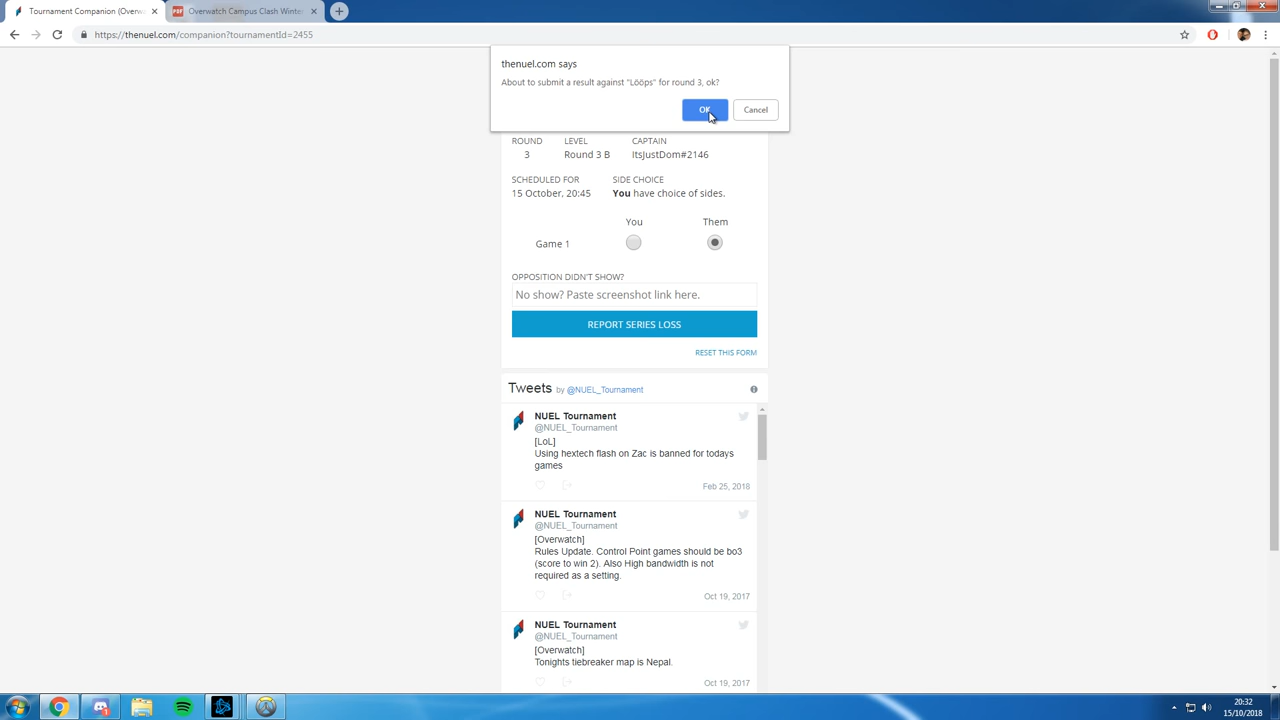 Tournament Companion (Overw
Overwatch Campus Clash Winte
https://thenuel.com/companion?tournamentId=2455
thenuel.com says
About to submit a result against "Lööps" for round 3, ok?
OK
Cancel
ROUND LEVEL CAPTAIN
3 Round 3 B ItsJustDom#2146
SCHEDULED FOR SIDE CHOICE
15 October, 20:45 You have choice of sides.
You Them
Game 1
OPPOSITION DIDN'T SHOW?
No show? Paste screenshot link here.
REPORT SERIES LOSS
RESET THIS FORM
Tweets by @NUEL_Tournament
NUEL Tournament
@NUEL_Tournament
[LoL]
Using hextech flash on Zac is banned for todays
games
Feb 25, 2018
NUEL Tournament
@NUEL_Tournament
[Overwatch]
Rules Update. Control Point games should be bo3
(score to win 2). Also High bandwidth is not
required as a setting.
Oct 19, 2017
NUEL Tournament
@NUEL_Tournament
[Overwatch]
Tonights tiebreaker map is Nepal.
Oct 19, 2017
20:32
15/10/2018